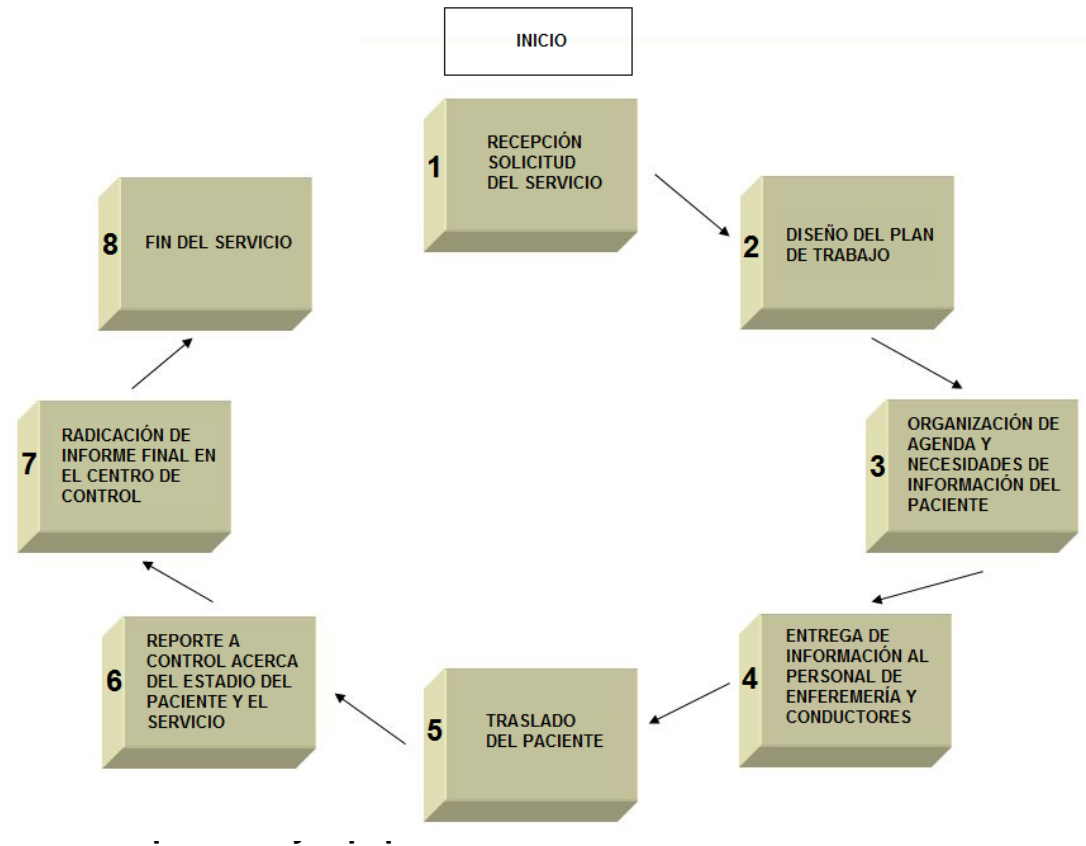 INICIO
1
RECEPCIÓN
SOLICITUD
DEL SERVICIO
2
DISEÑO DEL PLAN
DE TRABAJO
3
ORGANIZACIÓN DE
AGENDA Y
NECESIDADES DE
INFORMACIÓN DEL
PACIENTE
4
ENTREGA DE
INFORMACIÓN AL
PERSONAL DE
ENFEREMERÍA Y
CONDUCTORES
5
TRASLADO
DEL PACIENTE
6
REPORTE A
CONTROL ACERCA
DEL ESTADIO DEL
PACIENTE Y EL
SERVICIO
7
RADICACIÓN DE
INFORME FINAL EN
EL CENTRO DE
CONTROL
8
FIN DEL SERVICIO